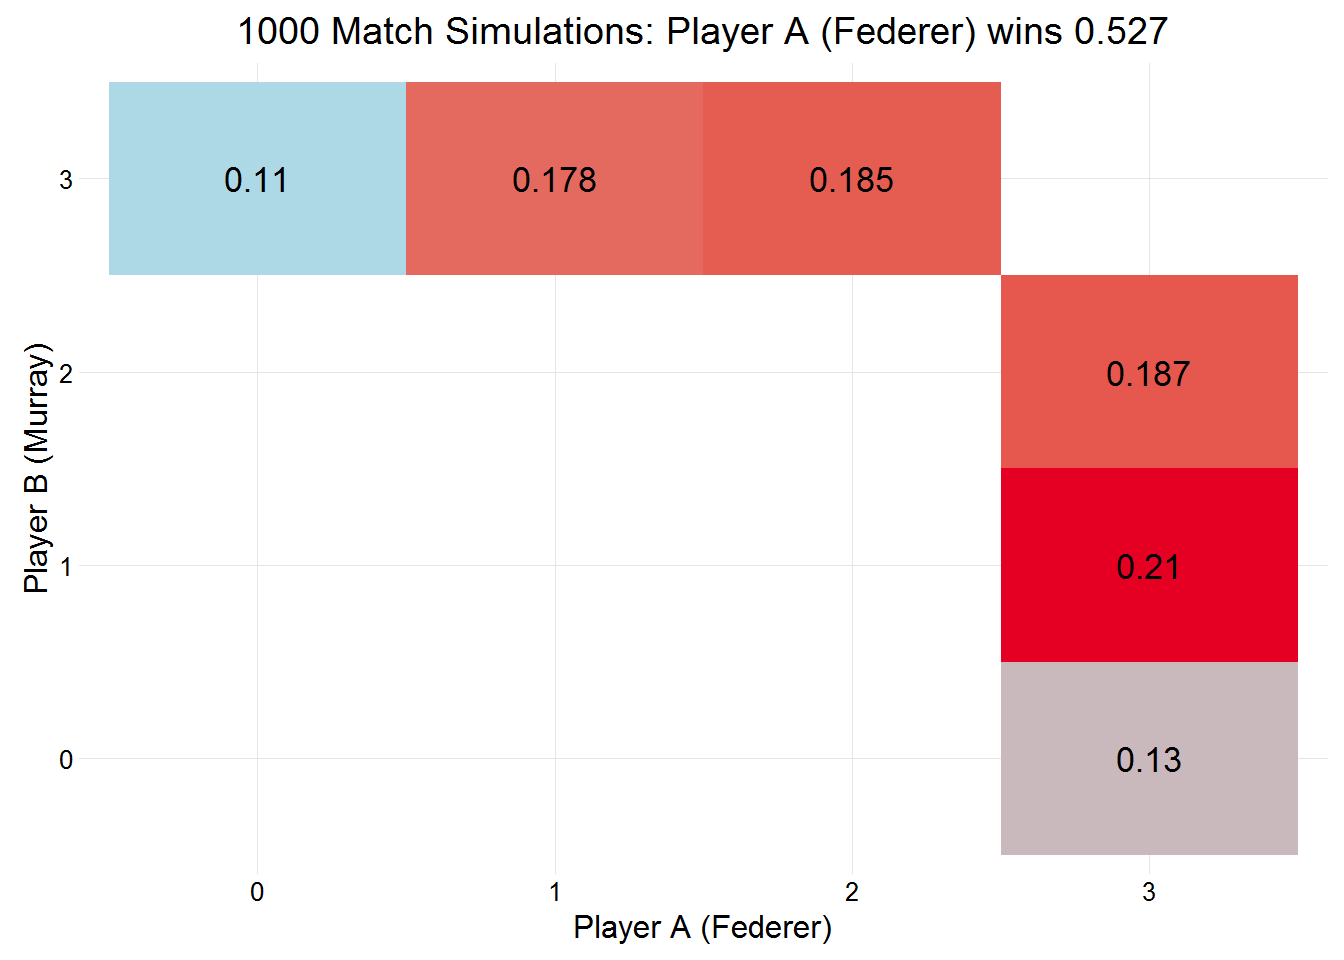 1000 Match Simulations: Player A (Federer) wins 0.527
3
0.11 0.178 0.185
2
0.187
Player B (Murray)
1
0.21
0
0.13
0 1 2 3
Player A (Federer)